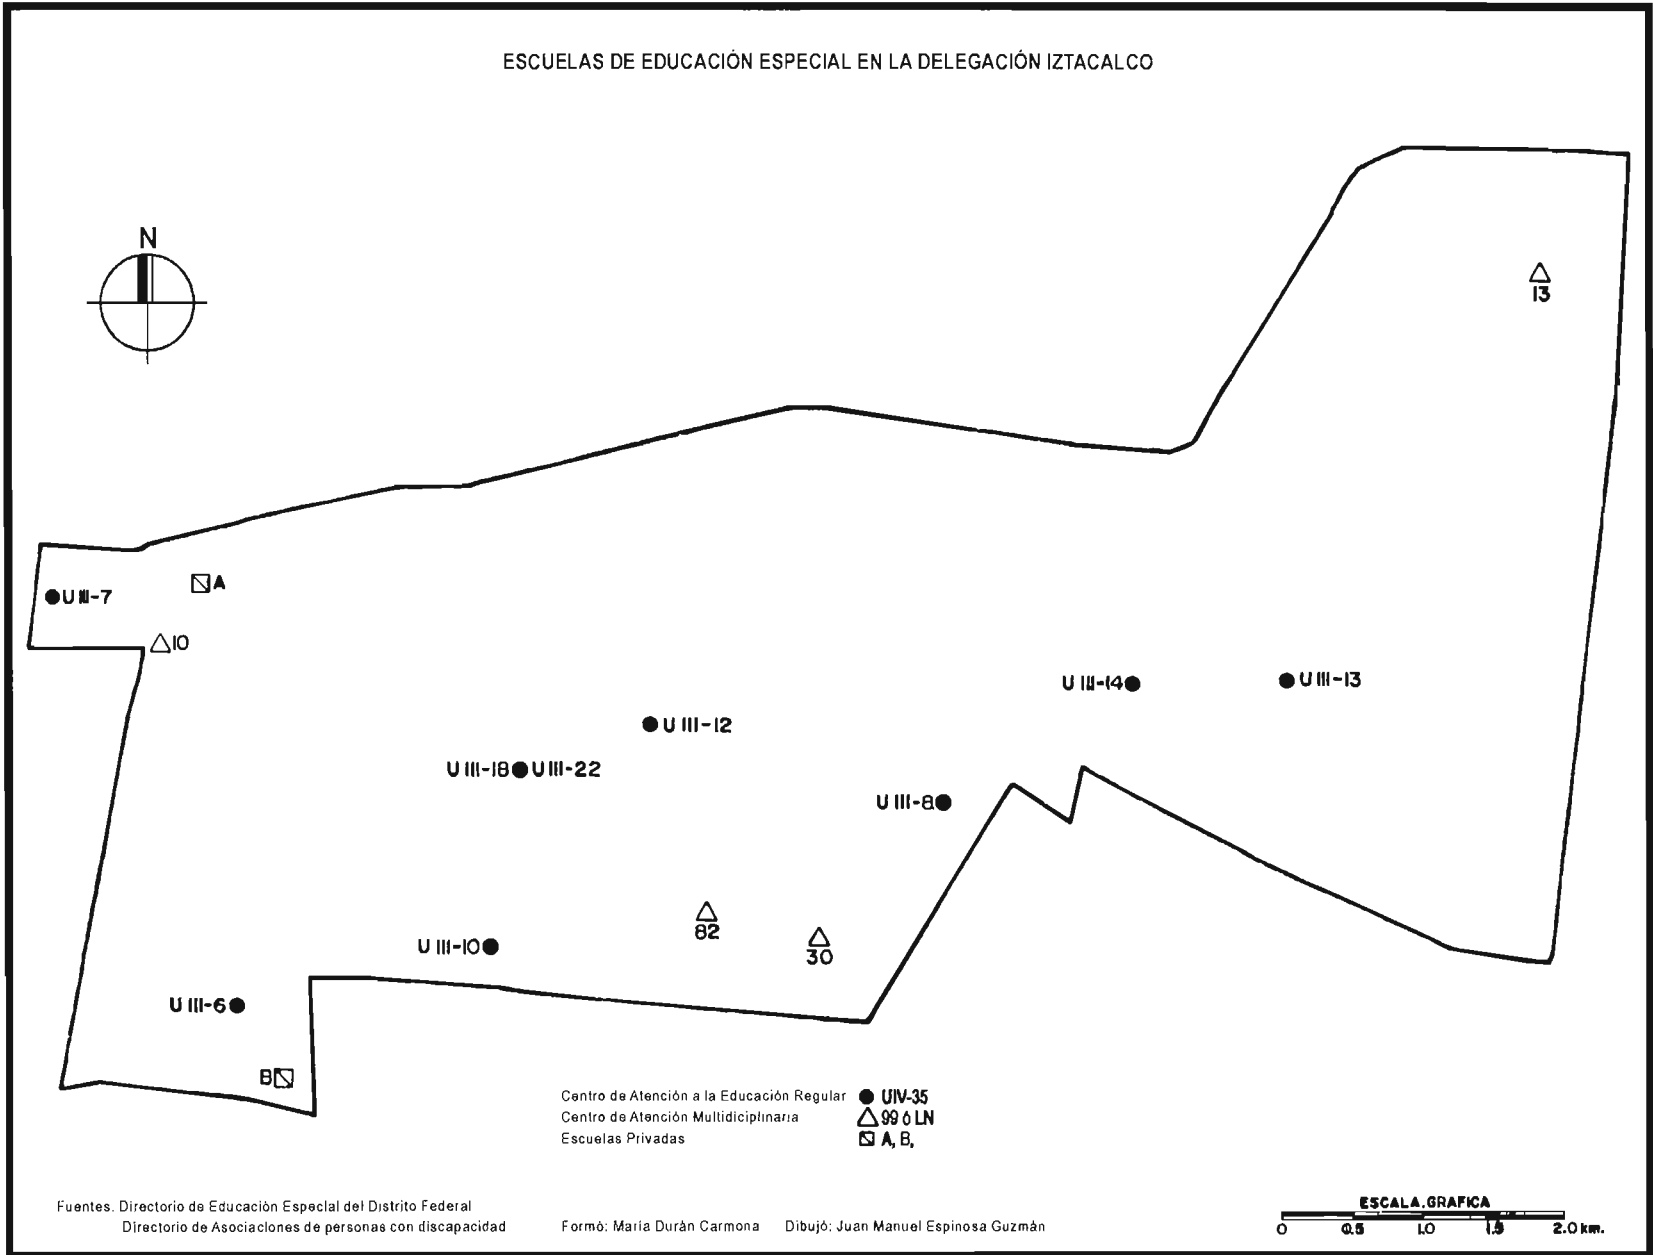 ESCUELAS DE EDUCACIÓN ESPECIAL EN LA DELEGACIÓN IZTACALCO
N
13
A
U III-7
10
U III-14
U III-13
U III-12
U III-18 U III-22
U III-8
82
30
U III-10
U III-6
B
Centro de Atención a la Educación Regular UIV-35
Centro de Atención Multidiciplinaria 99 ó LN
Escuelas Privadas A, B,
Fuentes. Directorio de Educación Especial del Distrito Federal
Directorio de Asociaciones de personas con discapacidad
Formó: María Durán Carmona Dibujó: Juan Manuel Espinosa Guzmán
ESCALA.GRAFICA
0 0.5 1.0 1.5 2.0 km.